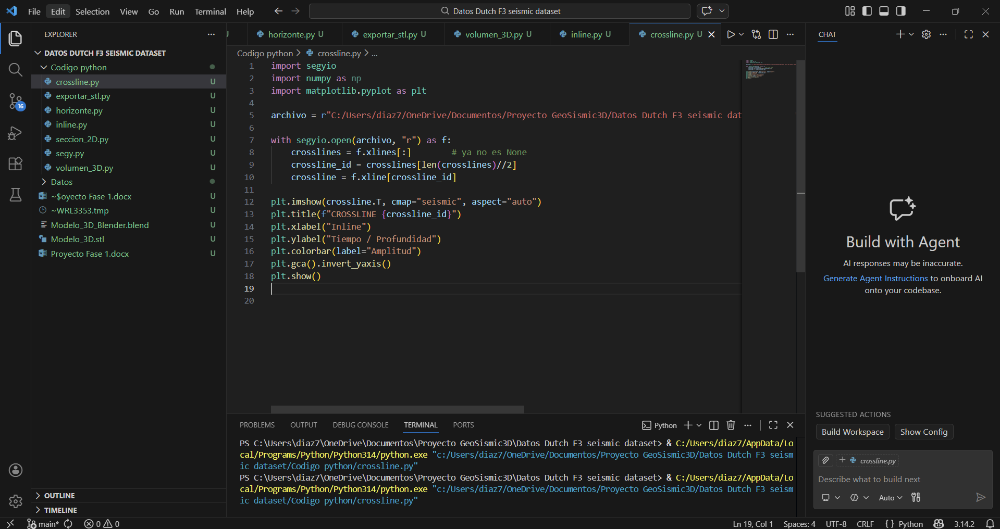 File Edit Selection View Go Run Terminal Help
Datos Dutch F3 seismic dataset
EXPLORER
DATOS DUTCH F3 SEISMIC DATASET
Codigo python
crossline.py U
exportar_stl.py U
horizonte.py U
inline.py U
seccion_2D.py U
segy.py U
volumen_3D.py U
Datos
~$oyecto Fase 1.docx U
~WRL3353.tmp U
Modelo_3D_Blender.blend U
Modelo_3D.stl U
Proyecto Fase 1.docx U
OUTLINE
TIMELINE
16
horizonte.py U exportar_stl.py U volumen_3D.py U inline.py U crossline.py U
Codigo python > crossline.py > ...
1 import segyio
2 import numpy as np
3 import matplotlib.pyplot as plt
4
5 archivo = r"C:/Users/diaz7/OneDrive/Documentos/Proyecto GeoSismic3D/Datos Dutch F3 seismic dat
6
7 with segyio.open(archivo, "r") as f:
8     crosslines = f.xlines[:]        # ya no es None
9     crossline_id = crosslines[len(crosslines)//2]
10     crossline = f.xline[crossline_id]
11
12 plt.imshow(crossline.T, cmap="seismic", aspect="auto")
13 plt.title(f"CROSSLINE {crossline_id}")
14 plt.xlabel("Inline")
15 plt.ylabel("Tiempo / Profundidad")
16 plt.colorbar(label="Amplitud")
17 plt.gca().invert_yaxis()
18 plt.show()
19
20
PROBLEMS OUTPUT DEBUG CONSOLE TERMINAL PORTS
Python
PS C:\Users\diaz7\OneDrive\Documentos\Proyecto GeoSismic3D\Datos Dutch F3 seismic dataset> & C:/Users/diaz7/AppData/Lo
cal/Programs/Python/Python314/python.exe "c:/Users/diaz7/OneDrive/Documentos/Proyecto GeoSismic3D/Datos Dutch F3 seism
ic dataset/Codigo python/crossline.py"
PS C:\Users\diaz7\OneDrive\Documentos\Proyecto GeoSismic3D\Datos Dutch F3 seismic dataset> & C:/Users/diaz7/AppData/Lo
cal/Programs/Python/Python314/python.exe "c:/Users/diaz7/OneDrive/Documentos/Proyecto GeoSismic3D/Datos Dutch F3 seism
ic dataset/Codigo python/crossline.py"
CHAT
Build with Agent
AI responses may be inaccurate.
Generate Agent Instructions to onboard AI
onto your codebase.
SUGGESTED ACTIONS
Build Workspace Show Config
crossline.py
Describe what to build next
Auto
main* 0 0 Ln 19, Col 1 Spaces: 4 UTF-8 CRLF { } Python 3.14.2